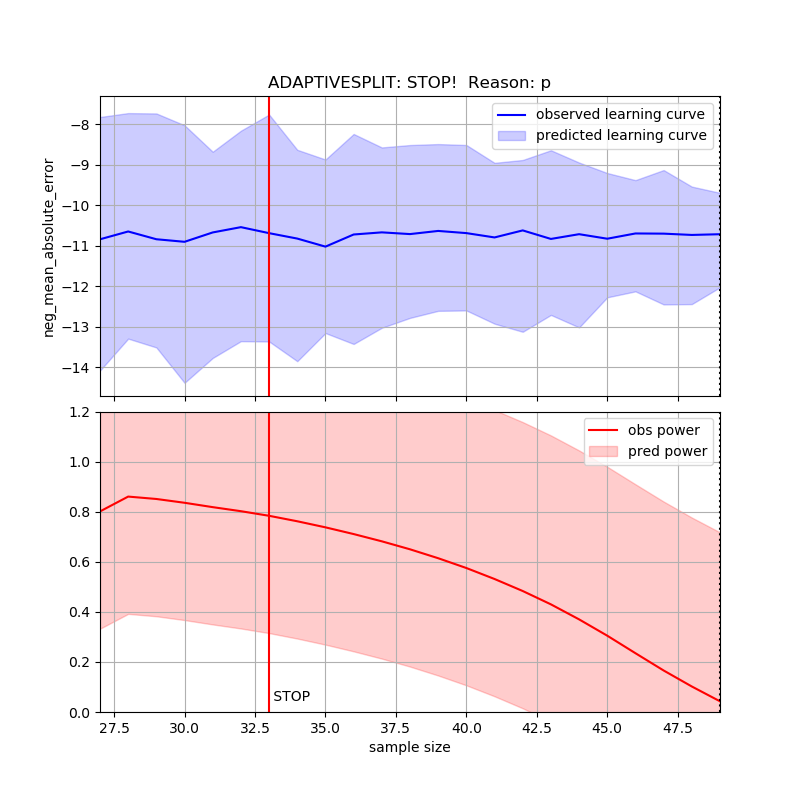 ADAPTIVESPLIT: STOP!  Reason: p
observed learning curve
predicted learning curve
−8
−9
−10
−11
−12
−13
−14
neg_mean_absolute_error
obs power
pred power
1.2
1.0
0.8
0.6
0.4
0.2
0.0
STOP
27.5 30.0 32.5 35.0 37.5 40.0 42.5 45.0 47.5
sample size